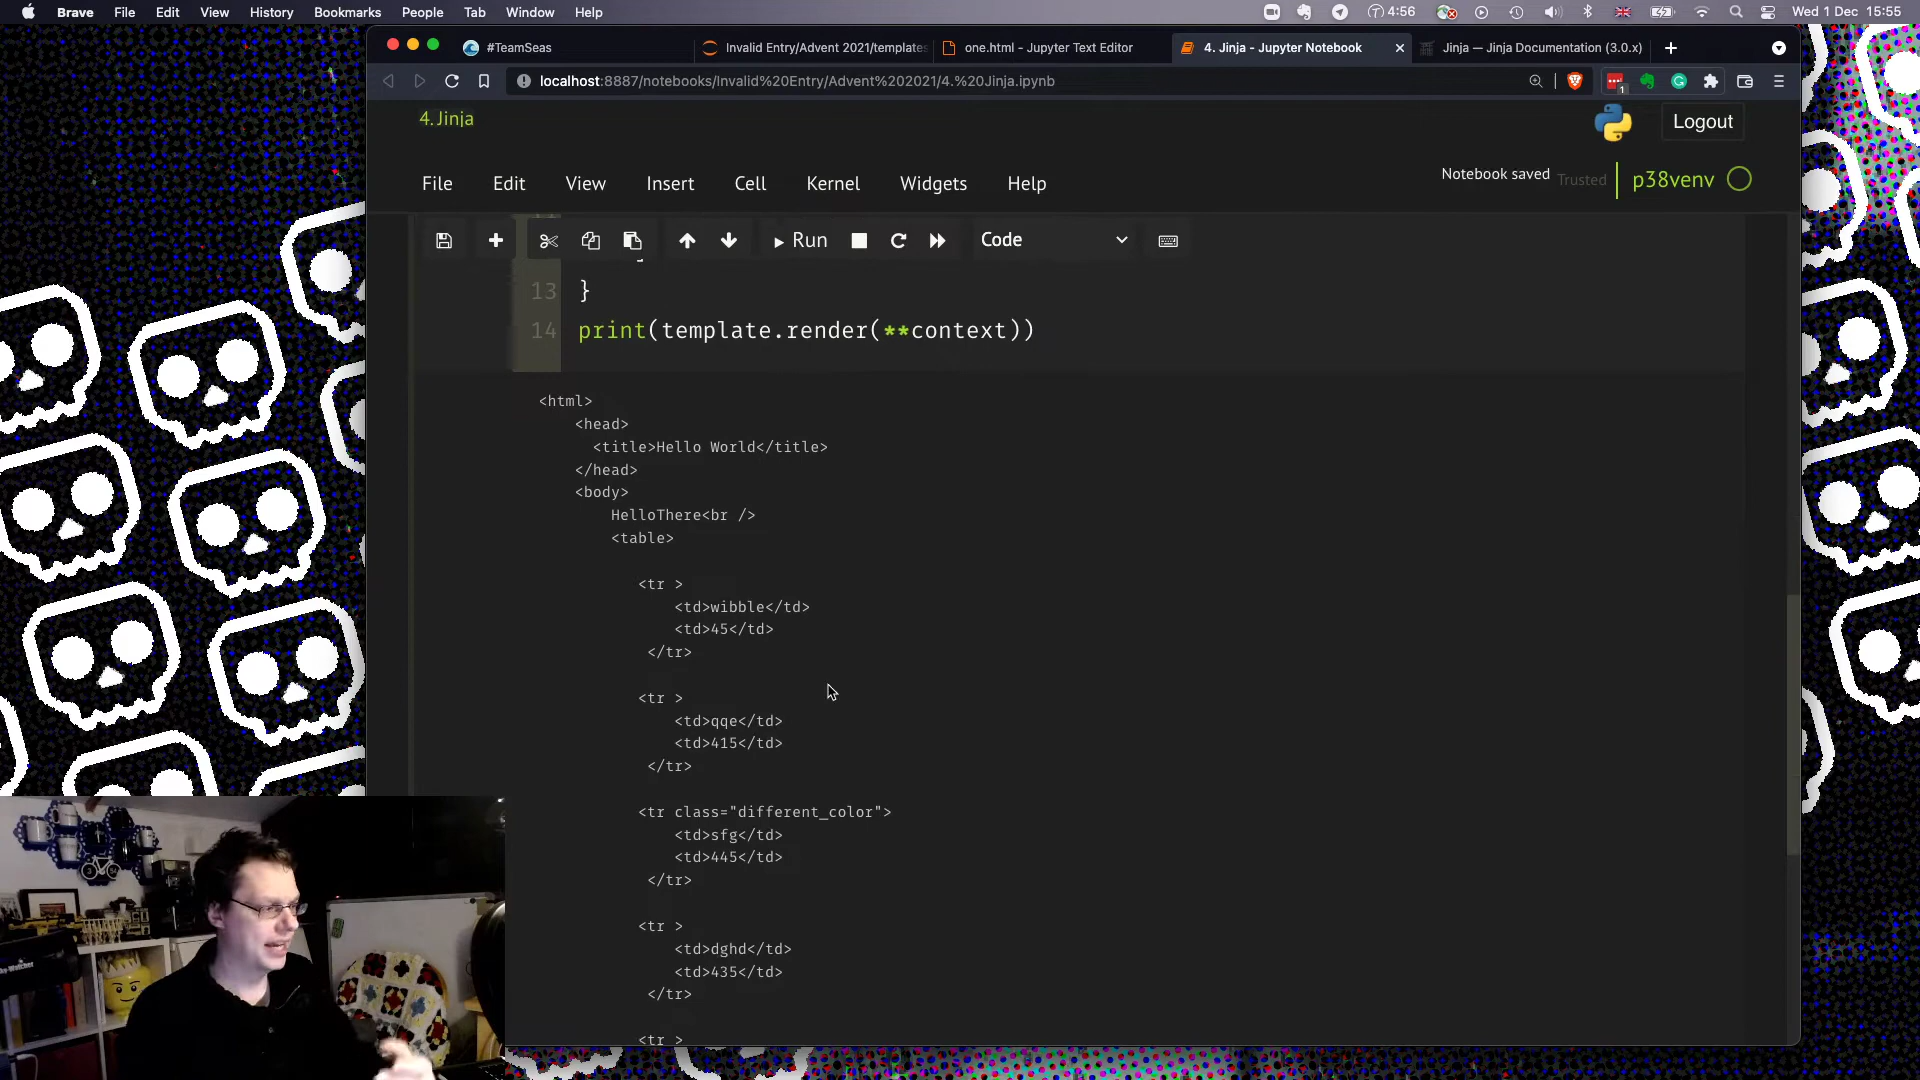 Brave File Edit View History Bookmarks People Tab Window Help 4:56 Wed 1 Dec 15:55
#TeamSeas Invalid Entry/Advent 2021/templates one.html - Jupyter Text Editor 4. Jinja - Jupyter Notebook Jinja — Jinja Documentation (3.0.x)
localhost:8887/notebooks/Invalid%20Entry/Advent%202021/4.%20Jinja.ipynb 1
4. Jinja Logout
File Edit View Insert Cell Kernel Widgets Help Notebook saved Trusted p38venv
Run Code
13 }
14 print(template.render(**context))
<html>
<head>
<title>Hello World</title>
</head>
<body>
HelloThere<br />
<table>
<tr >
<td>wibble</td>
<td>45</td>
</tr>
<tr >
<td>qqe</td>
<td>415</td>
</tr>
<tr class="different_color">
<td>sfg</td>
<td>445</td>
</tr>
<tr >
<td>dghd</td>
<td>435</td>
</tr>
<tr >